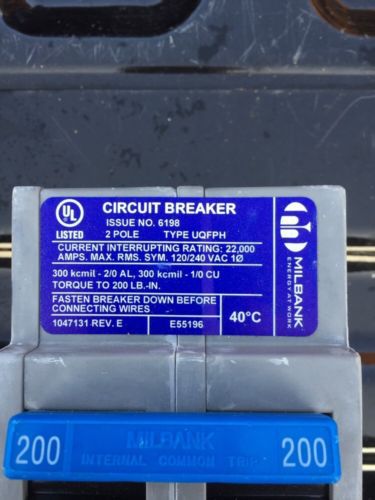 UL
LISTED
CIRCUIT BREAKER
ISSUE NO. 6198
2 POLE TYPE UQFPH
CURRENT INTERRUPTING RATING: 22,000
AMPS. MAX. RMS. SYM. 120/240 VAC 1Ø
300 kcmil - 2/0 AL, 300 kcmil - 1/0 CU
TORQUE TO 200 LB.-IN.
FASTEN BREAKER DOWN BEFORE
CONNECTING WIRES
1047131 REV. E E55196
40°C
MILBANK
ENERGY AT WORK
200 MILBANK 200
INTERNAL COMMON TRIP